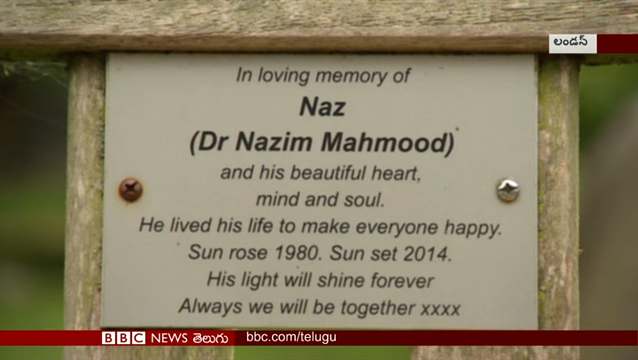 లండన్
In loving memory of
Naz
(Dr Nazim Mahmood)
and his beautiful heart,
mind and soul.
He lived his life to make everyone happy.
Sun rose 1980. Sun set 2014.
His light will shine forever
Always we will be together xxxx
BBC NEWS తెలుగు bbc.com/telugu